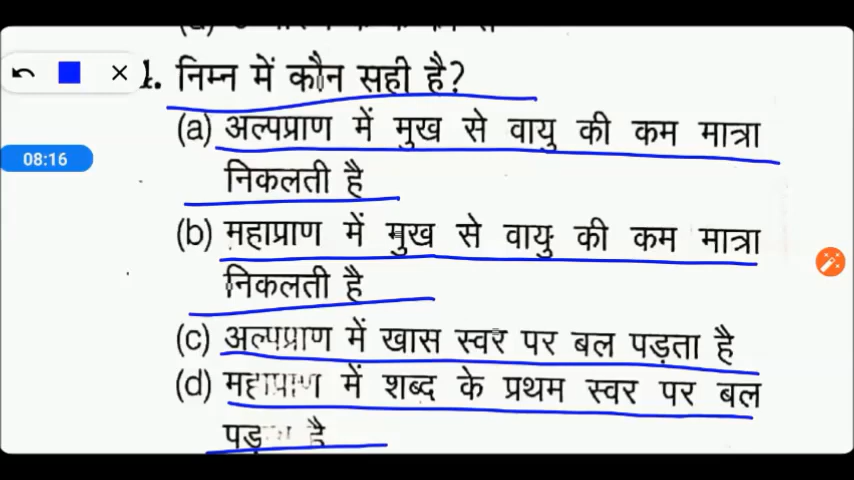 1. निम्न में कौन सही है?
(a) अल्पप्राण में मुख से वायु की कम मात्रा
निकलती है
08:16
(b) महाप्राण में मुख से वायु की कम मात्रा
निकलती है
(c) अल्पप्राण में खास स्वर पर बल पड़ता है
(d) महाप्राण में शब्द के प्रथम स्वर पर बल
है